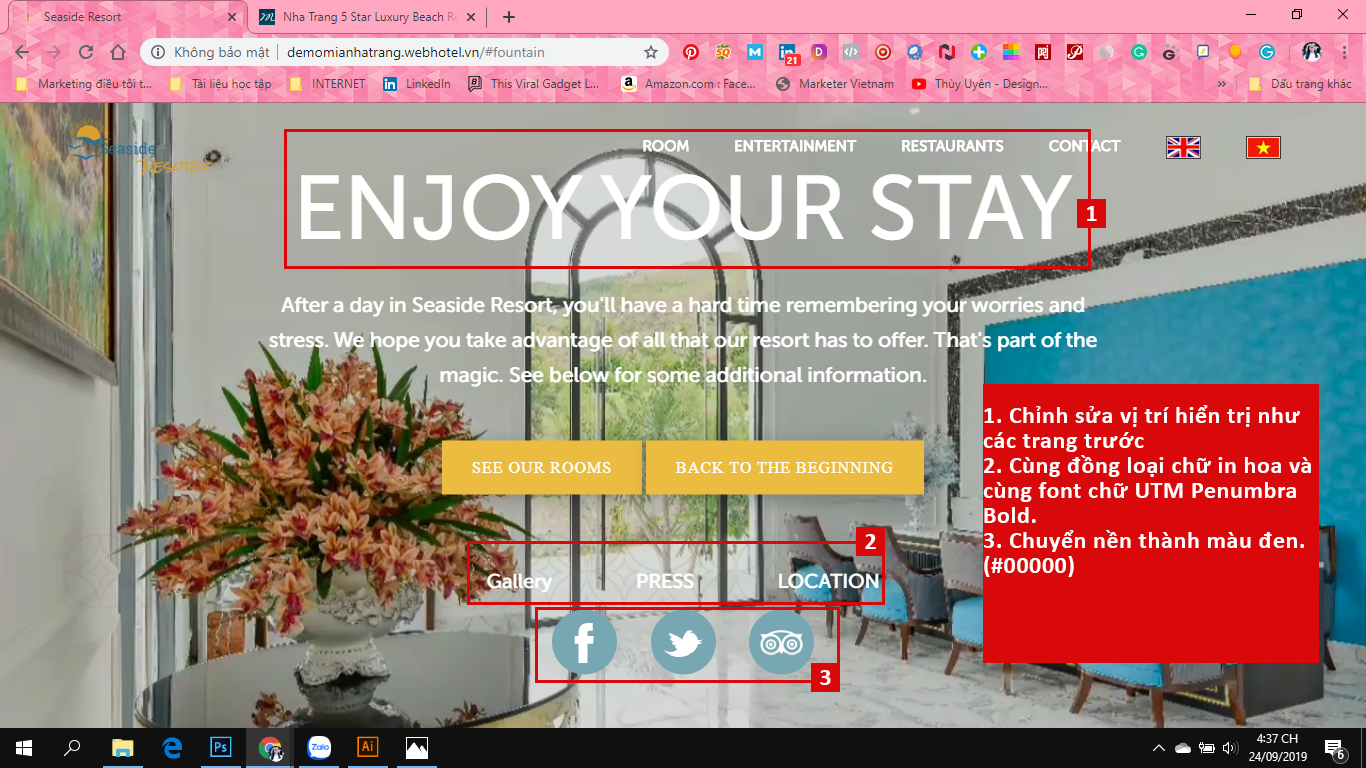 Seaside Resort
Nha Trang 5 Star Luxury Beach Re
Không bảo mật
demomianhatrang.webhotel.vn/#fountain
21
Marketing điều tối t...
Tài liệu học tập
INTERNET
LinkedIn
This Viral Gadget L...
Amazon.com : Face...
Marketer Vietnam
Thủy Uyên - Design...
Dấu trang khác
Seaside
RESORT
ROOM
ENTERTAINMENT
RESTAURANTS
CONTACT
ENJOY YOUR STAY
1
After a day in Seaside Resort, you'll have a hard time remembering your worries and
stress. We hope you take advantage of all that our resort has to offer. That's part of the
magic. See below for some additional information.
1. Chỉnh sửa vị trí hiển trị như
các trang trước
2. Cùng đồng loại chữ in hoa và
cùng font chữ UTM Penumbra
Bold.
3. Chuyển nền thành màu đen.
(#00000)
SEE OUR ROOMS
BACK TO THE BEGINNING
2
Gallery
PRESS
LOCATION
3
Ps
Zalo
Ai
4:37 CH
24/09/2019
6